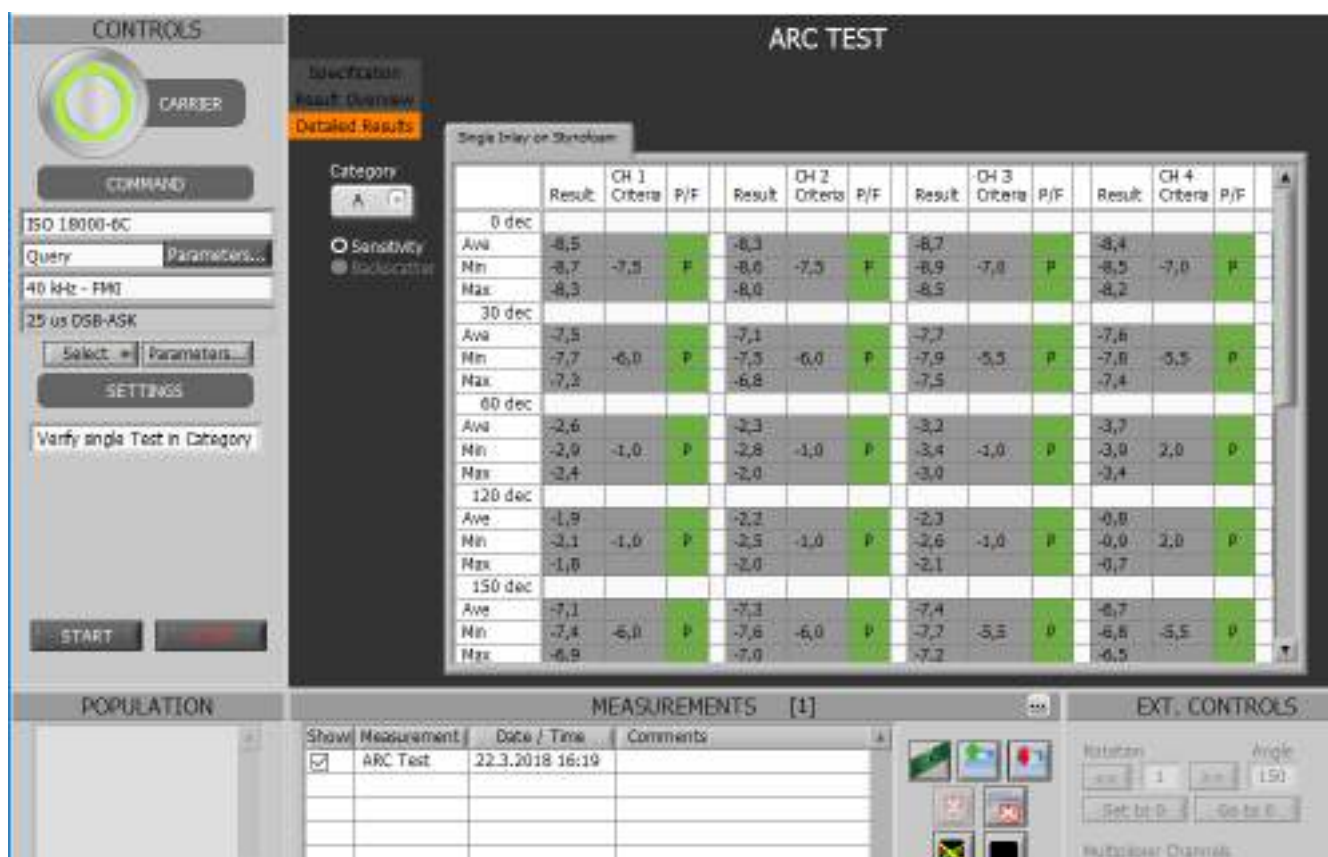 CONTROLS
ARC TEST
Specification
CARRIER
Result Overview
Detailed Results
Single Inlay on Styrofoam
COMMAND
Category
A
CH 1 CH 2 CH 3 CH 4
Result Criteria P/F Result Criteria P/F Result Criteria P/F Result Criteria P/F
ISO 18000-6C
Query Parameters...
40 kHz - FM0
25 us DSB-ASK
Select Parameters...
SETTINGS
Verify single Test in Category
Sensitivity
Backscatter
0 dec
Ave -8,5 -8,3 -8,7 -8,4
Min -8,7 -7,5 P -8,6 -7,5 P -8,9 -7,0 P -8,5 -7,0 P
Max -8,3 -8,0 -8,5 -8,2
30 dec
Ave -7,5 -7,1 -7,7 -7,6
Min -7,7 -6,0 P -7,5 -6,0 P -7,9 -5,5 P -7,8 -5,5 P
Max -7,3 -6,8 -7,5 -7,4
60 dec
Ave -2,6 -2,3 -3,2 -3,7
Min -2,9 -1,0 P -2,8 -1,0 P -3,4 -1,0 P -3,9 2,0 P
Max -2,4 -2,0 -3,0 -3,4
120 dec
Ave -1,9 -2,2 -2,3 -0,8
Min -2,1 -1,0 P -2,5 -1,0 P -2,6 -1,0 P -0,9 2,0 P
Max -1,8 -2,0 -2,1 -0,7
150 dec
Ave -7,1 -7,3 -7,4 -6,7
Min -7,4 -6,0 P -7,6 -6,0 P -7,7 -5,5 P -6,8 -5,5 P
Max -6,9 -7,0 -7,2 -6,5
START
POPULATION
MEASUREMENTS [1] ...
EXT. CONTROLS
Show Measurement Date / Time Comments
ARC Test 22.3.2018 16:19
Rotation Angle
<< 1 >> 150
Set to 0 Go to 0
Multiplexer Channels